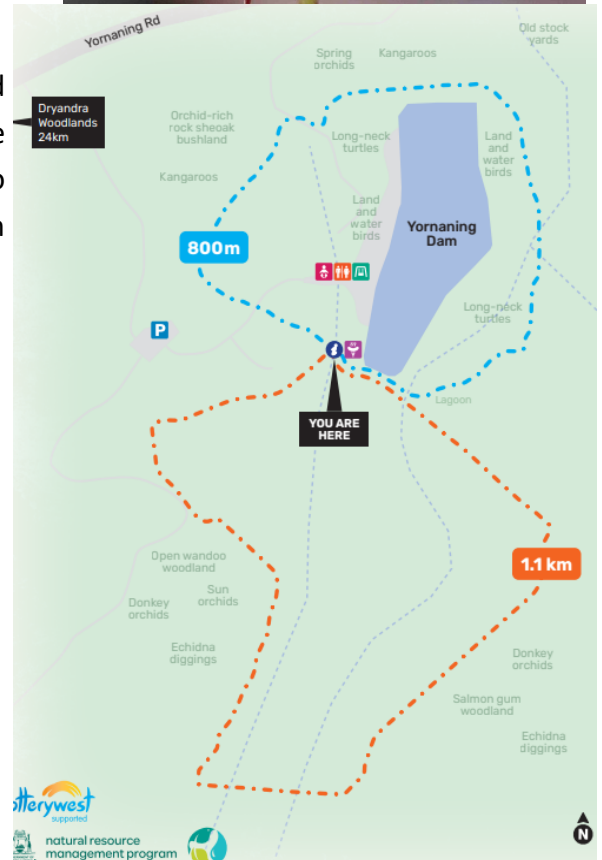 Yornaning Rd
Old stock
yards
Spring
orchids
Kangaroos
Dryandra
Woodlands
24km
Orchid-rich
rock sheoak
bushland
Long-neck
turtles
Land
and
water
birds
Kangaroos
Land
and
water
birds
Yornaning
Dam
800m
Long-neck
turtles
P
YOU ARE
HERE
Lagoon
1.1 km
Open wandoo
woodland
Sun
orchids
Donkey
orchids
Echidna
diggings
Donkey
orchids
Salmon gum
woodland
Echidna
diggings
otterywest
supported
natural resource
management program
N